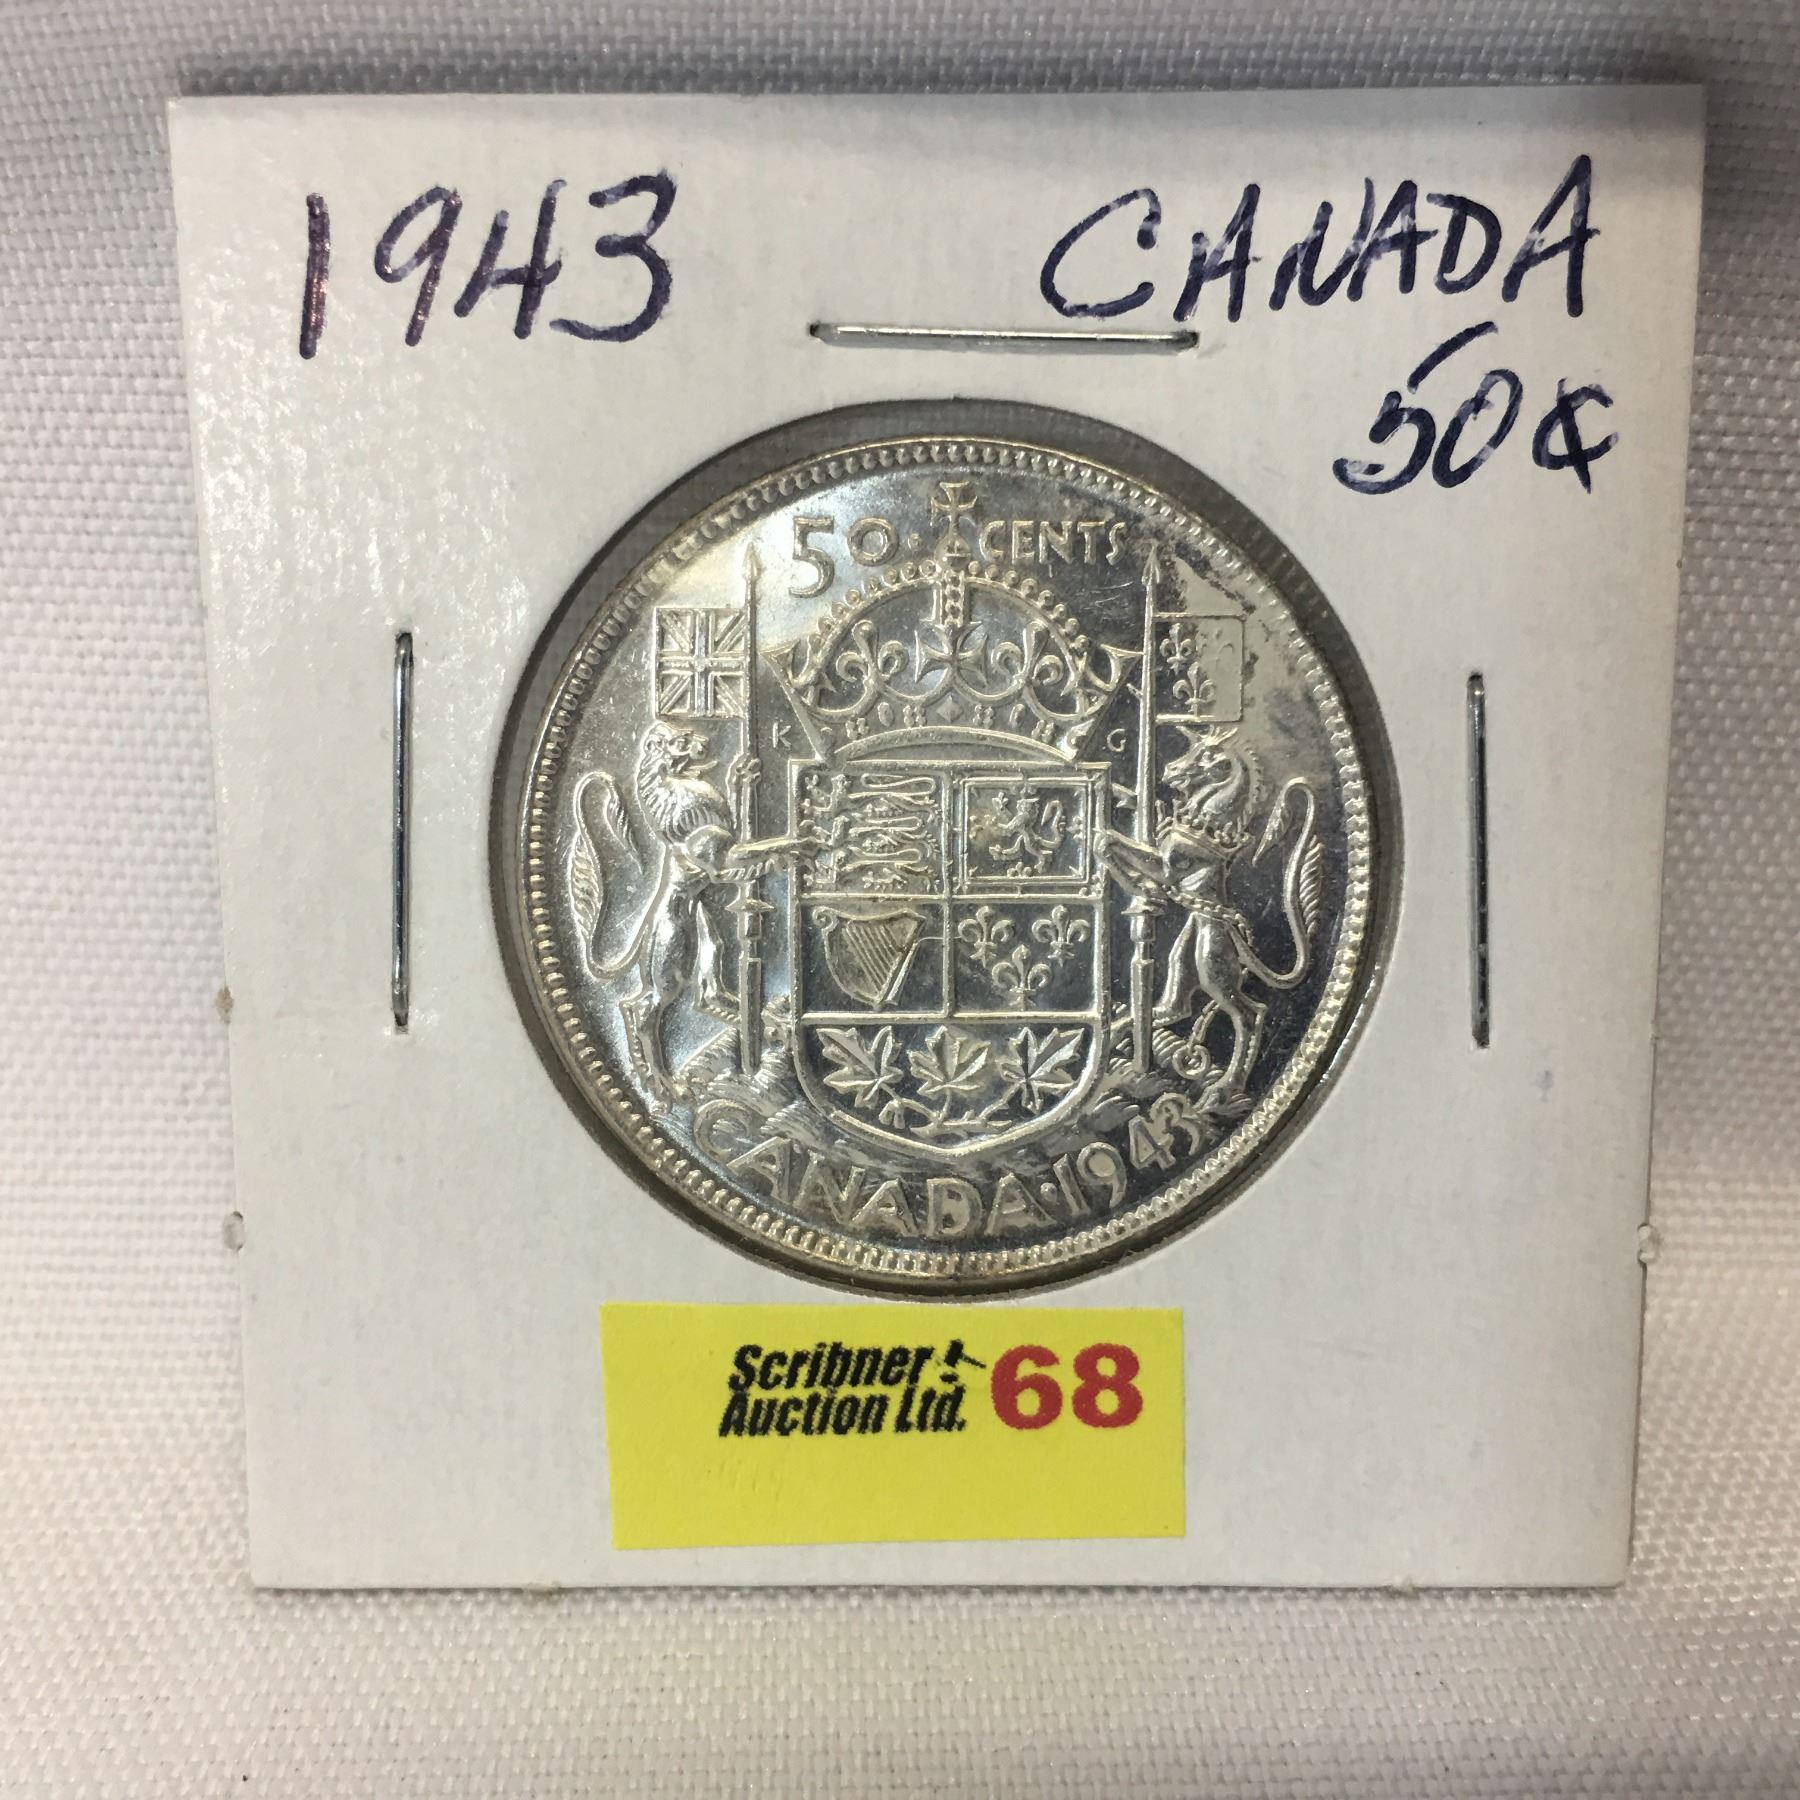 1943 CANADA
50¢
50 · CENTS
K G
CANADA · 1943
Scribner 68
Auction Ltd.